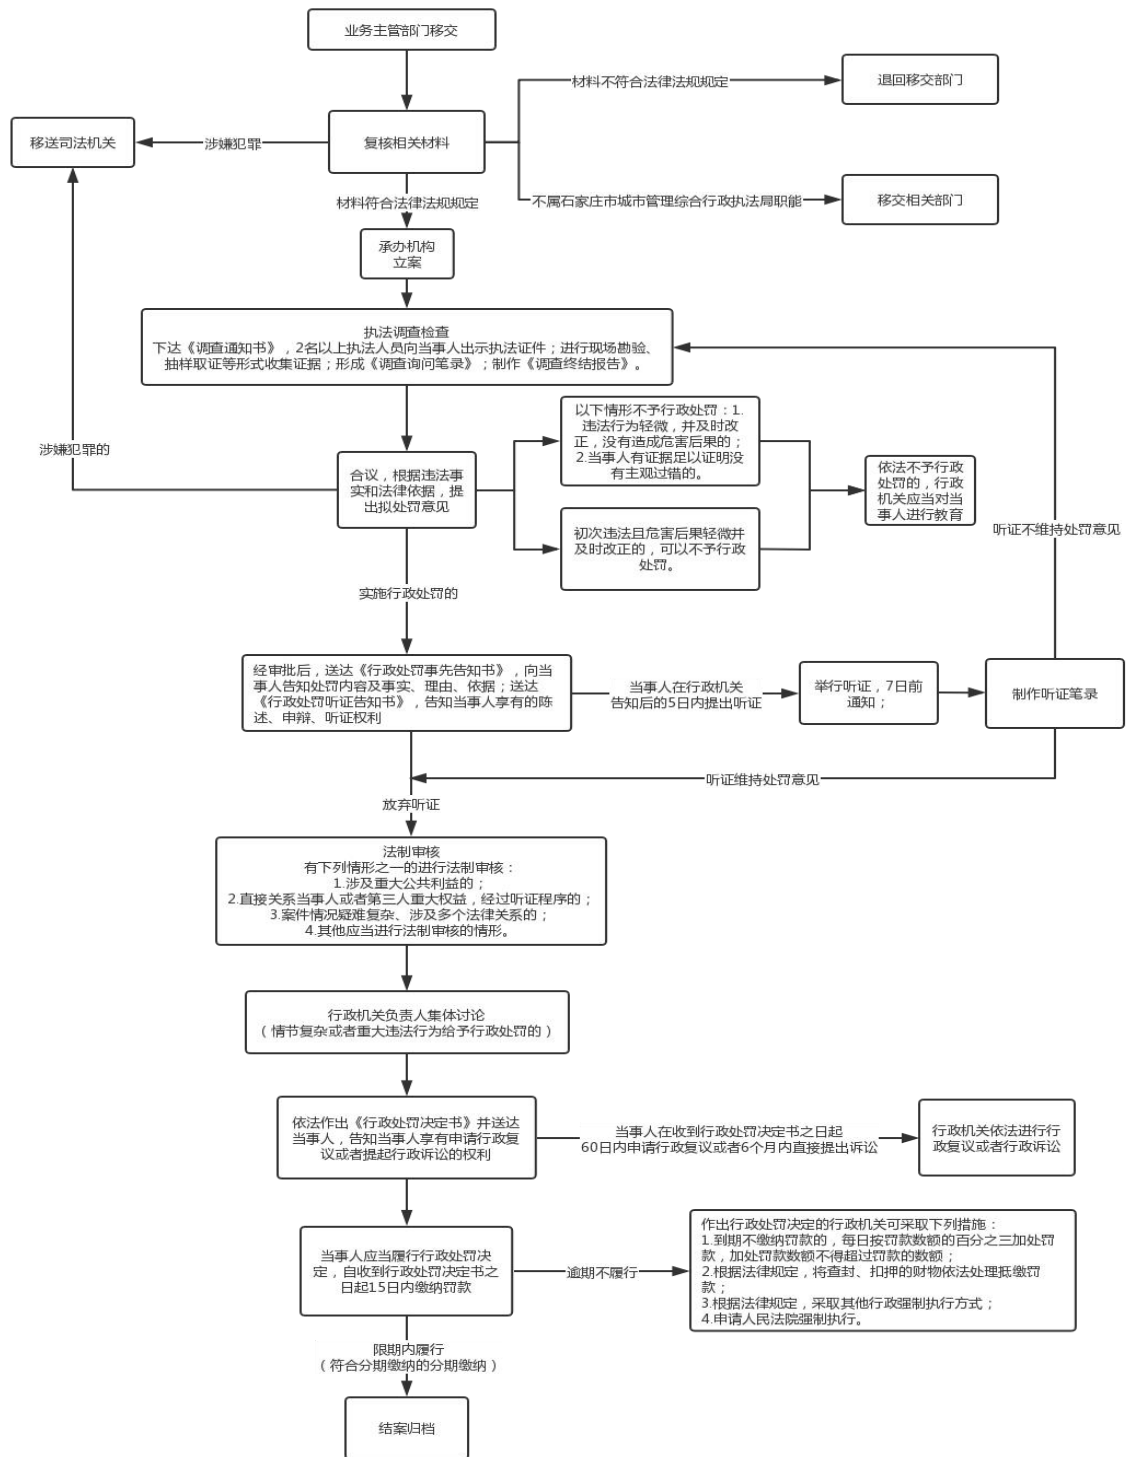 业务主管部门移交
材料不符合法律法规规定
退回移交部门
移送司法机关
涉嫌犯罪
复核相关材料
材料符合法律法规规定
不属石家庄市城市管理综合行政执法局职能
移交相关部门
承办机构
立案
执法调查检查
下达《调查通知书》，2名以上执法人员向当事人出示执法证件；进行现场勘验、
抽样取证等形式收集证据；形成《调查询问笔录》；制作《调查终结报告》。
以下情形不予行政处罚：1.
违法行为轻微，并及时改
正，没有造成危害后果的；
2.当事人有证据足以证明没
有主观过错的。
涉嫌犯罪的
合议，根据违法事
实和法律依据，提
出拟处罚意见
依法不予行政
处罚的，行政
机关应当对当
事人进行教育
听证不维持处罚意见
初次违法且危害后果轻微并
及时改正的，可以不予行政
处罚。
实施行政处罚的
经审批后，送达《行政处罚事先告知书》，向当
事人告知处罚内容及事实、理由、依据；送达
《行政处罚听证告知书》，告知当事人享有的陈
述、申辩、听证权利
当事人在行政机关
告知后的5日内提出听证
举行听证，7日前
通知；
制作听证笔录
听证维持处罚意见
放弃听证
法制审核
有下列情形之一的进行法制审核：
1.涉及重大公共利益的；
2.直接关系当事人或者第三人重大权益，经过听证程序的；
3.案件情况疑难复杂、涉及多个法律关系的；
4.其他应当进行法制审核的情形。
行政机关负责人集体讨论
（情节复杂或者重大违法行为给予行政处罚的）
依法作出《行政处罚决定书》并送达
当事人，告知当事人享有申请行政复
议或者提起行政诉讼的权利
当事人在收到行政处罚决定书之日起
60日内申请行政复议或者6个月内直接提出诉讼
行政机关依法进行行
政复议或者行政诉讼
当事人应当履行行政处罚决
定，自收到行政处罚决定书之
日起15日内缴纳罚款
逾期不履行
作出行政处罚决定的行政机关可采取下列措施：
1.到期不缴纳罚款的，每日按罚款数额的百分之三加处罚
款，加处罚款数额不得超过罚款的数额；
2.根据法律规定，将查封、扣押的财物依法处理抵缴罚
款；
3.根据法律规定，采取其他行政强制执行方式；
4.申请人民法院强制执行。
限期内履行
（符合分期缴纳的分期缴纳）
结案归档